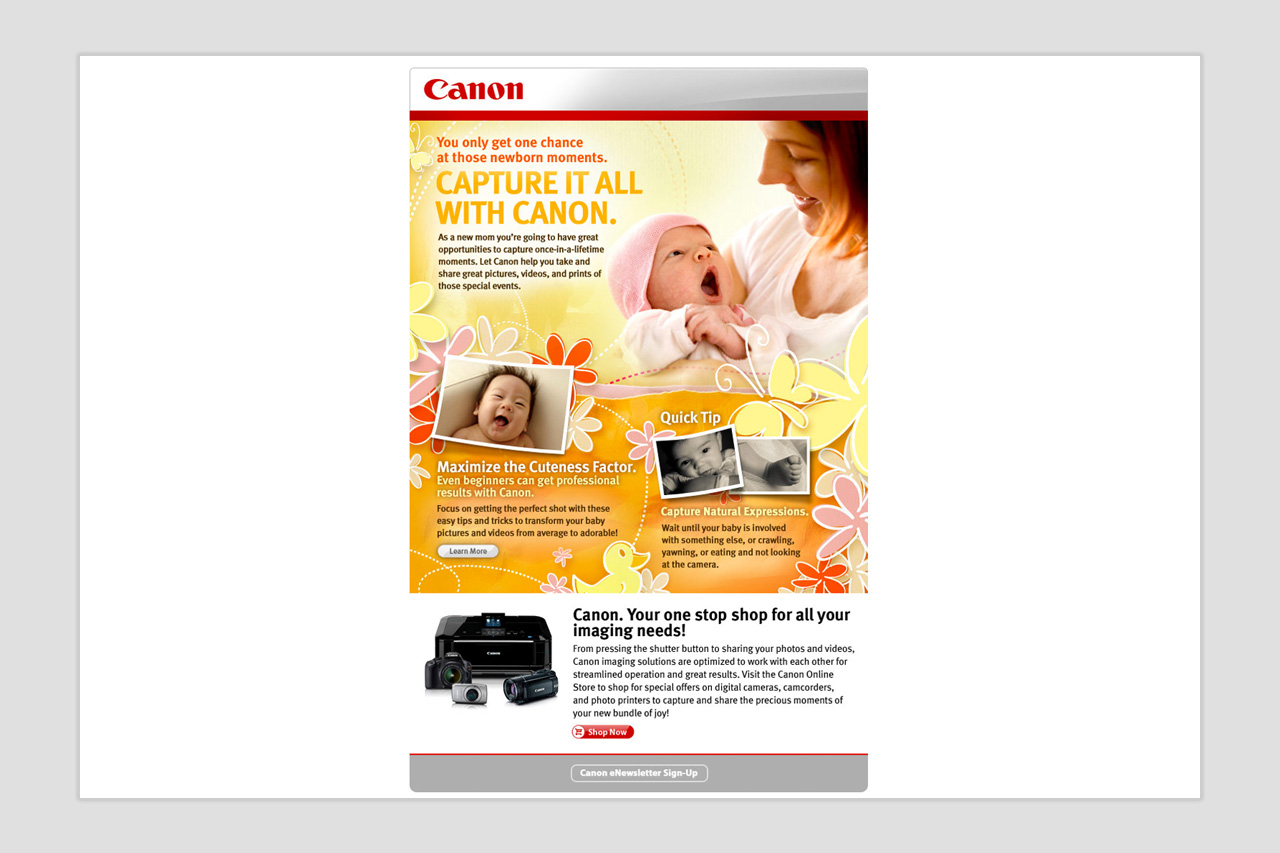 Canon
You only get one chance
at those newborn moments.
CAPTURE IT ALL
WITH CANON.
As a new mom you're going to have great
opportunities to capture once-in-a-lifetime
moments. Let Canon help you take and
share great pictures, videos, and prints of
those special events.
Maximize the Cuteness Factor.
Even beginners can get professional
results with Canon.
Focus on getting the perfect shot with these
easy tips and tricks to transform your baby
pictures and videos from average to adorable!
Learn More
Quick Tip
Capture Natural Expressions.
Wait until your baby is involved
with something else, or crawling,
yawning, or eating and not looking
at the camera.
Canon
Canon
Canon
Canon. Your one stop shop for all your
imaging needs!
From pressing the shutter button to sharing your photos and videos,
Canon imaging solutions are optimized to work with each other for
streamlined operation and great results. Visit the Canon Online
Store to shop for special offers on digital cameras, camcorders,
and photo printers to capture and share the precious moments of
your new bundle of joy!
Shop Now
Canon eNewsletter Sign-Up